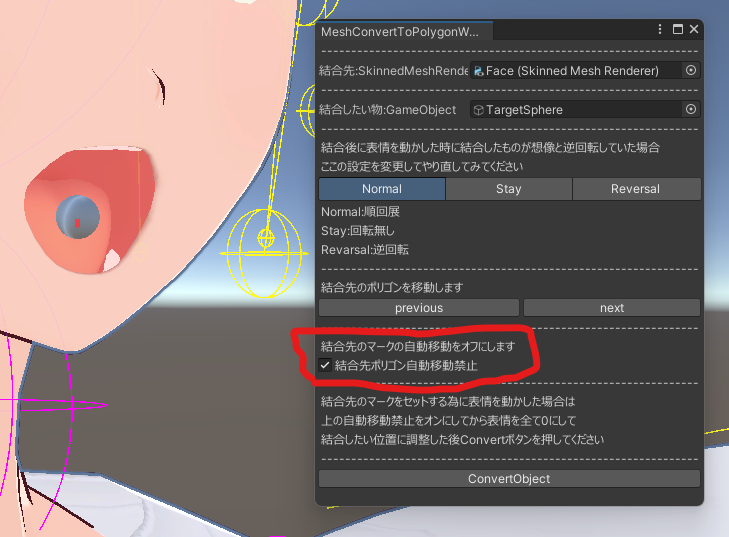 MeshConvertToPolygonW...
結合先:SkinnedMeshRende
Face (Skinned Mesh Renderer)
結合したい物:GameObject
TargetSphere
結合後に表情を動かした時に結合したものが想像と逆回転していた場合
ここの設定を変更してやり直してみてください
Normal Stay Reversal
Normal:順回展
Stay:回転無し
Revarsal:逆回転
結合先のポリゴンを移動します
previous next
結合先のマークの自動移動をオフにします
結合先ポリゴン自動移動禁止
結合先のマークをセットする為に表情を動かした場合は
上の自動移動禁止をオンにしてから表情を全て0にして
結合したい位置に調整した後Convertボタンを押してください
ConvertObject